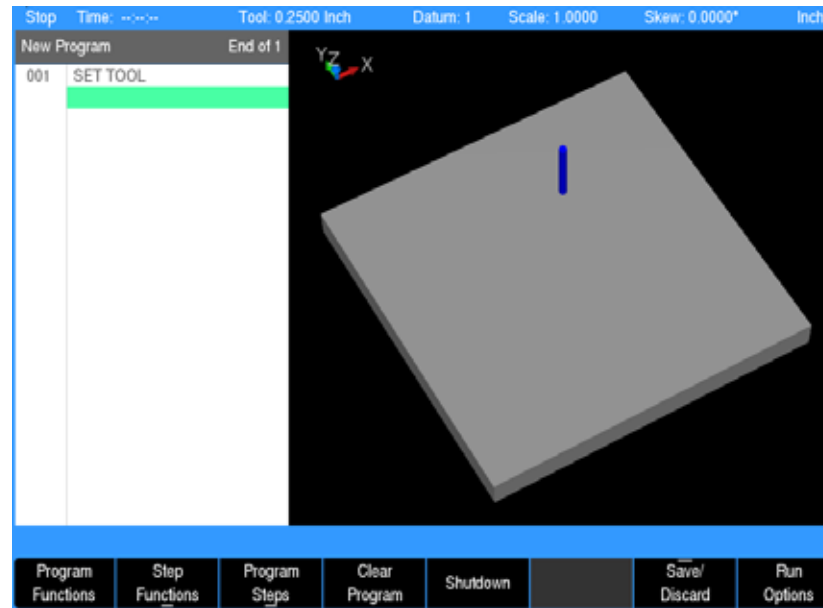 Stop Time: --:--:-- Tool: 0.2500 Inch Datum: 1 Scale: 1.0000 Skew: 0.0000° Inch
New Program End of 1
001 SET TOOL
Y Z X
Program Functions
Step Functions
Program Steps
Clear Program
Shutdown
Save/ Discard
Run Options